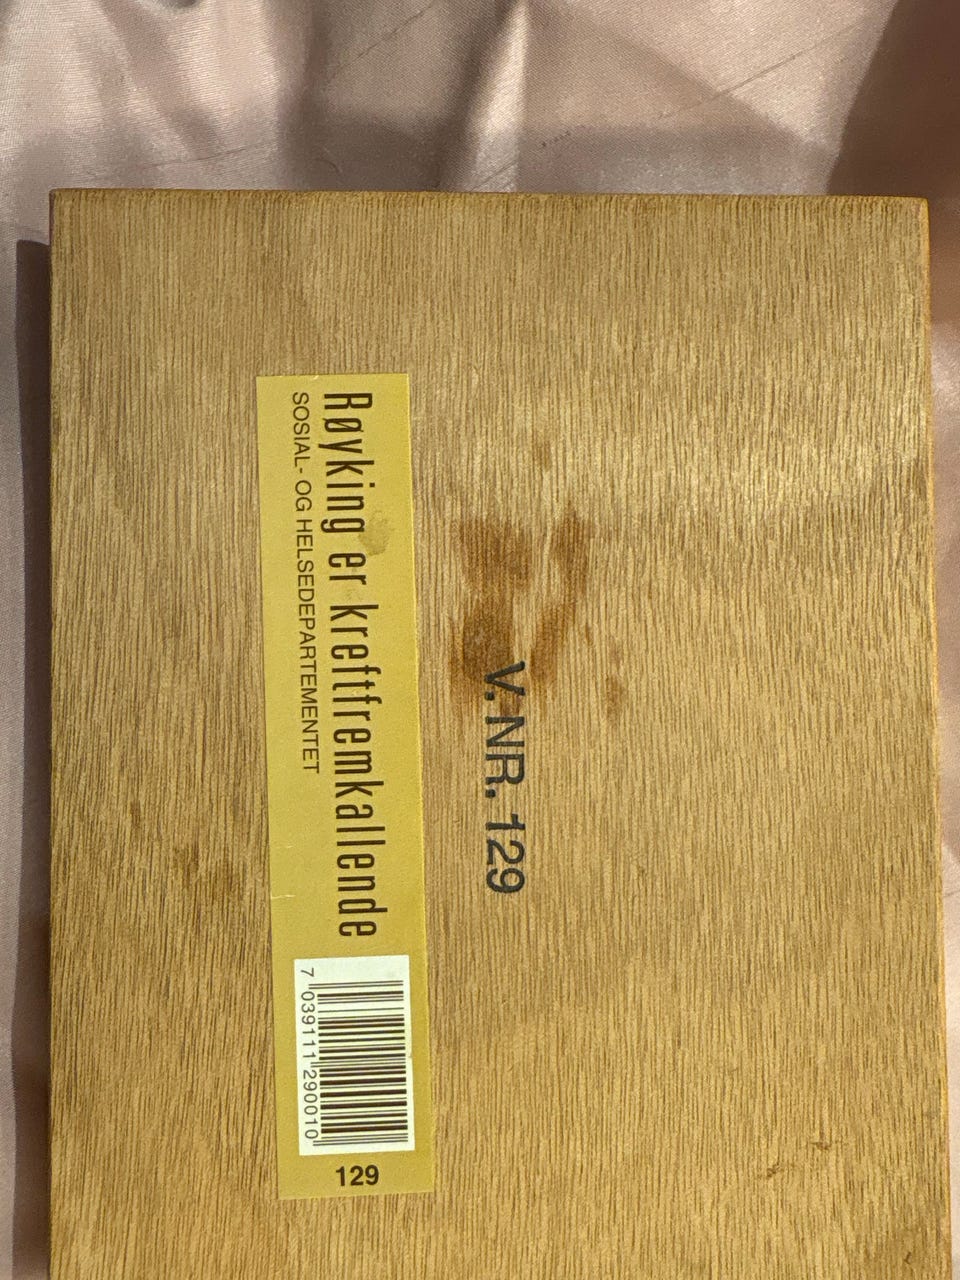 V. NR. 129
Røyking er kreftfremkallende
SOSIAL- OG HELSEDEPARTEMENTET
7 039111 290010
129